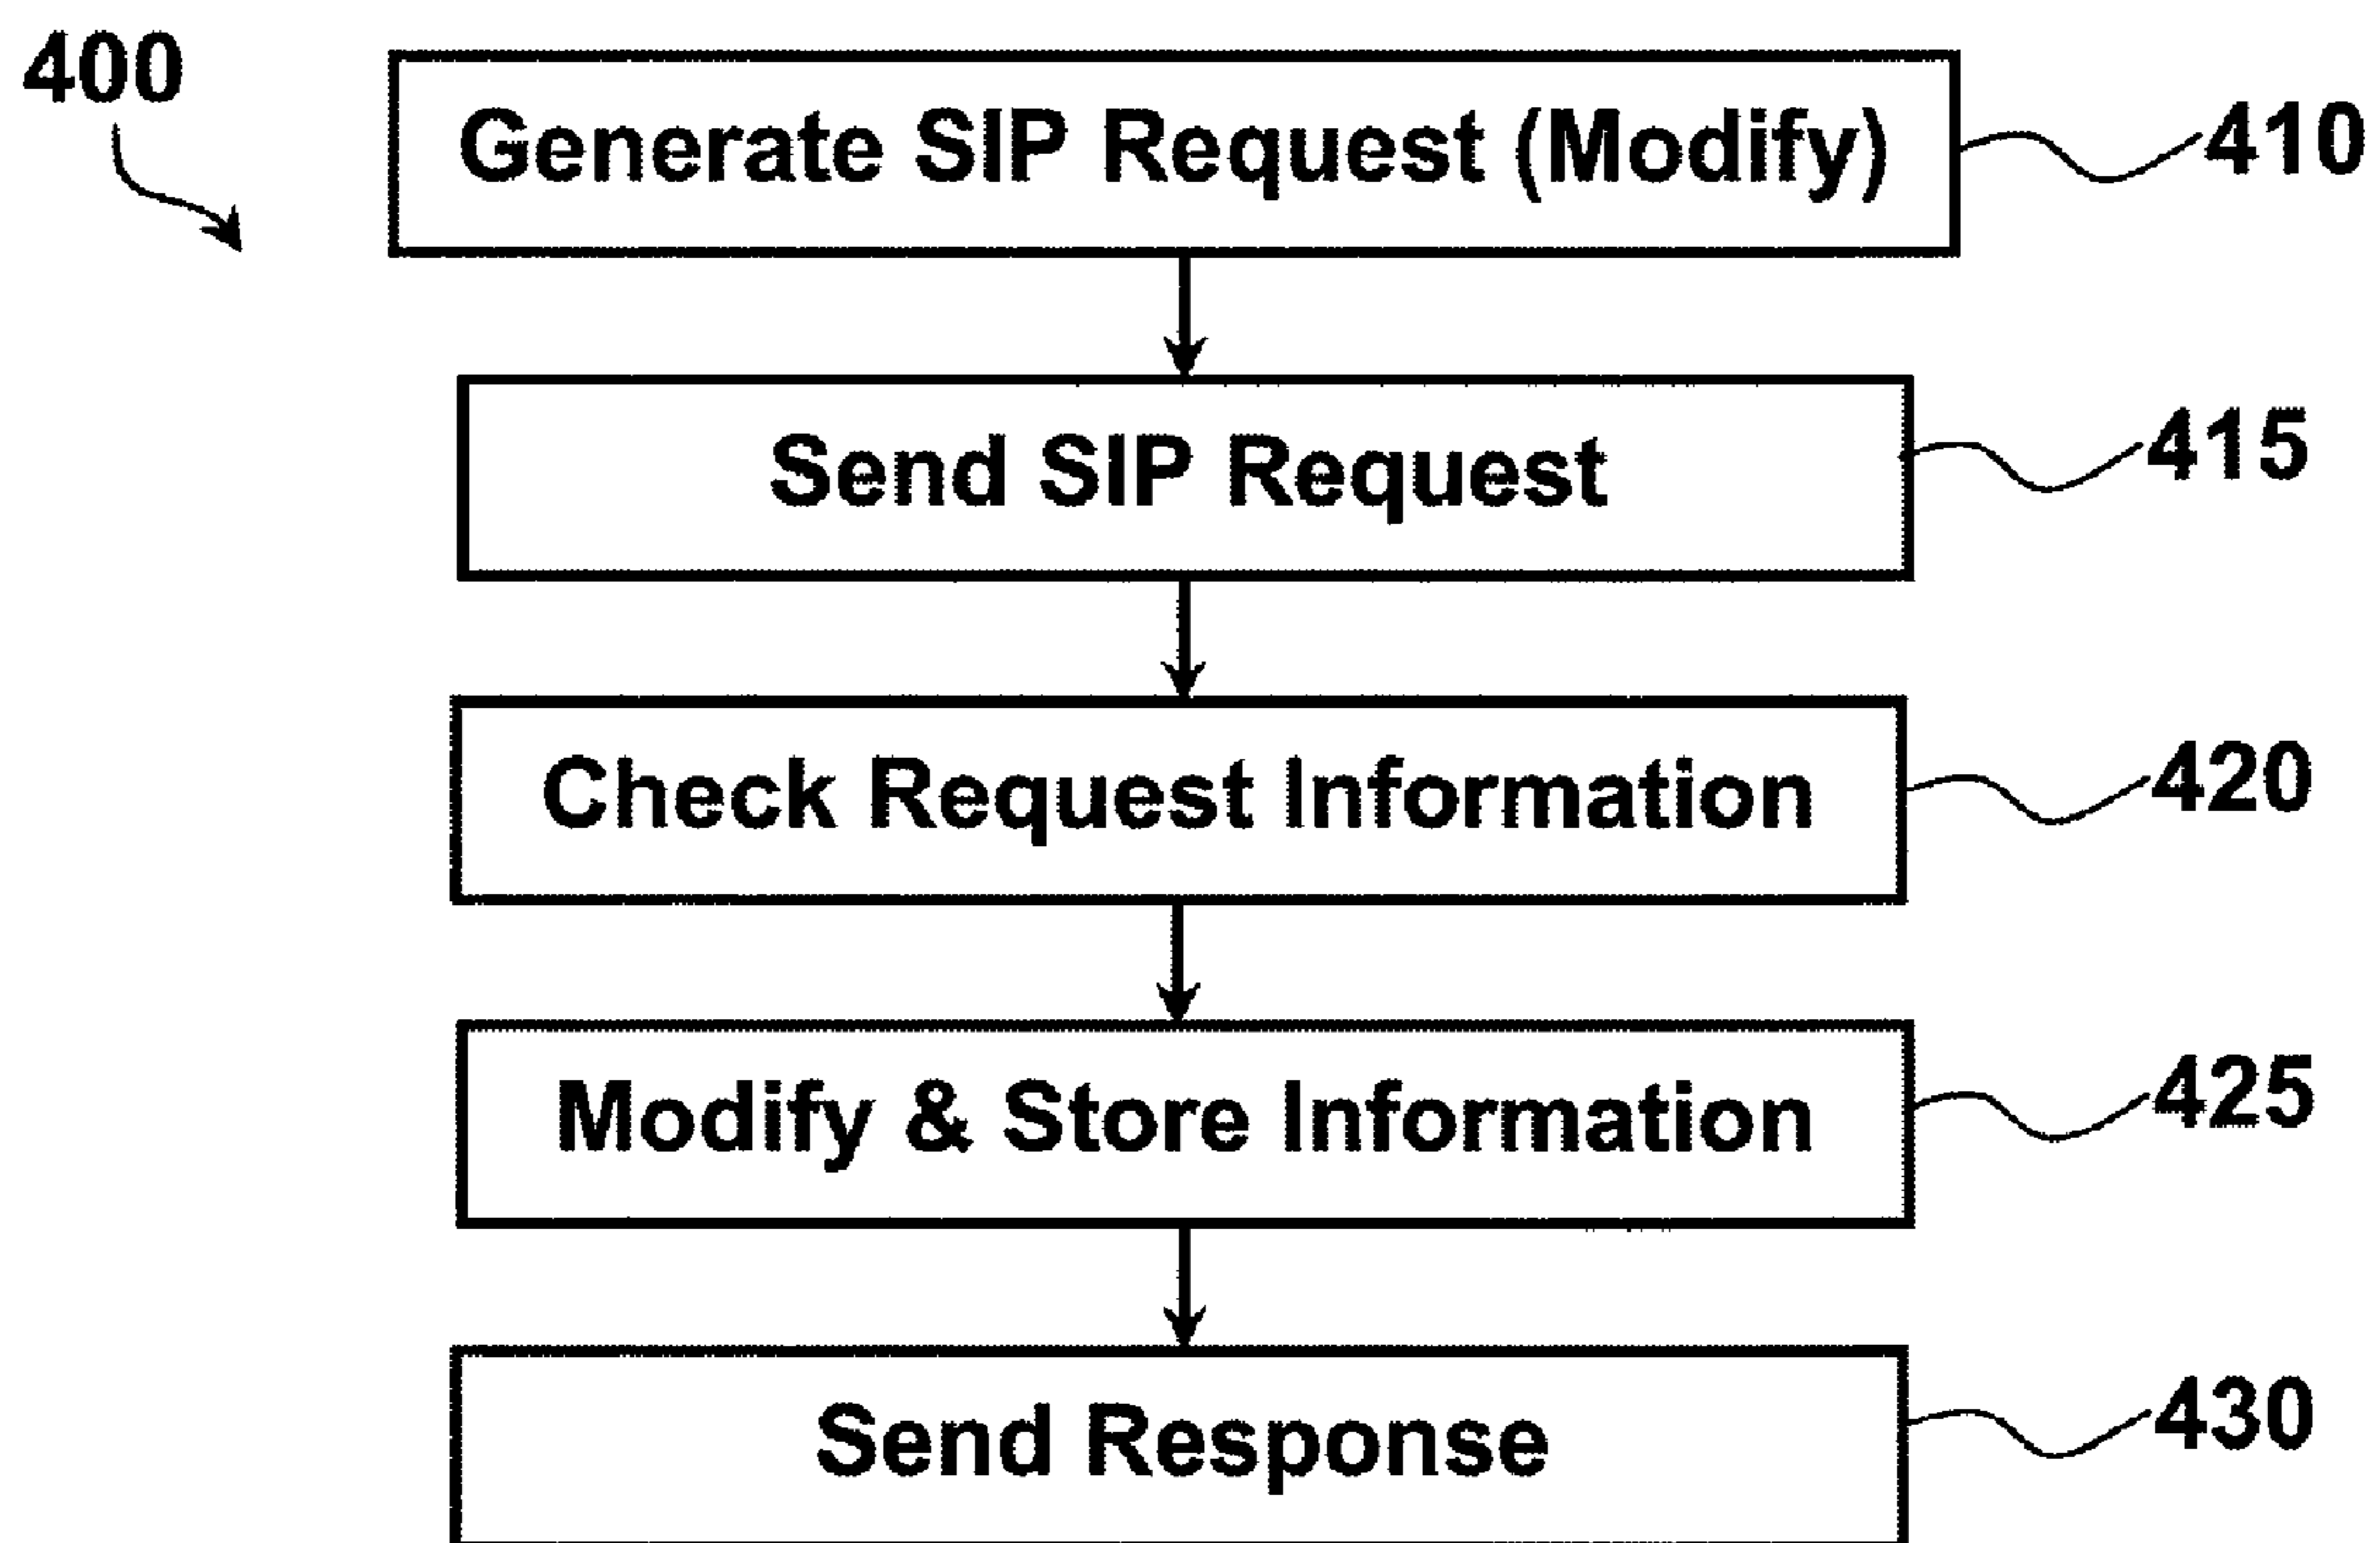 400
Generate SIP Request (Modify)
410
Send SIP Request
415
Check Request Information
420
Modify & Store Information
425
Send Response
430